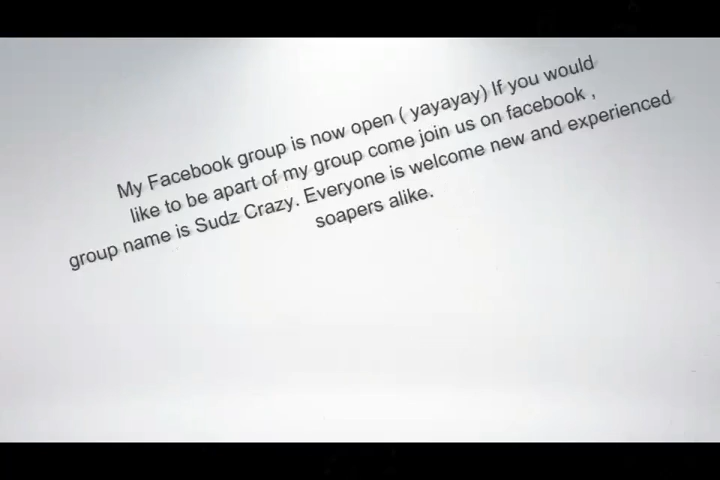 My Facebook group is now open ( yayayay) If you would
like to be apart of my group come join us on facebook ,
group name is Sudz Crazy. Everyone is welcome new and experienced
soapers alike.